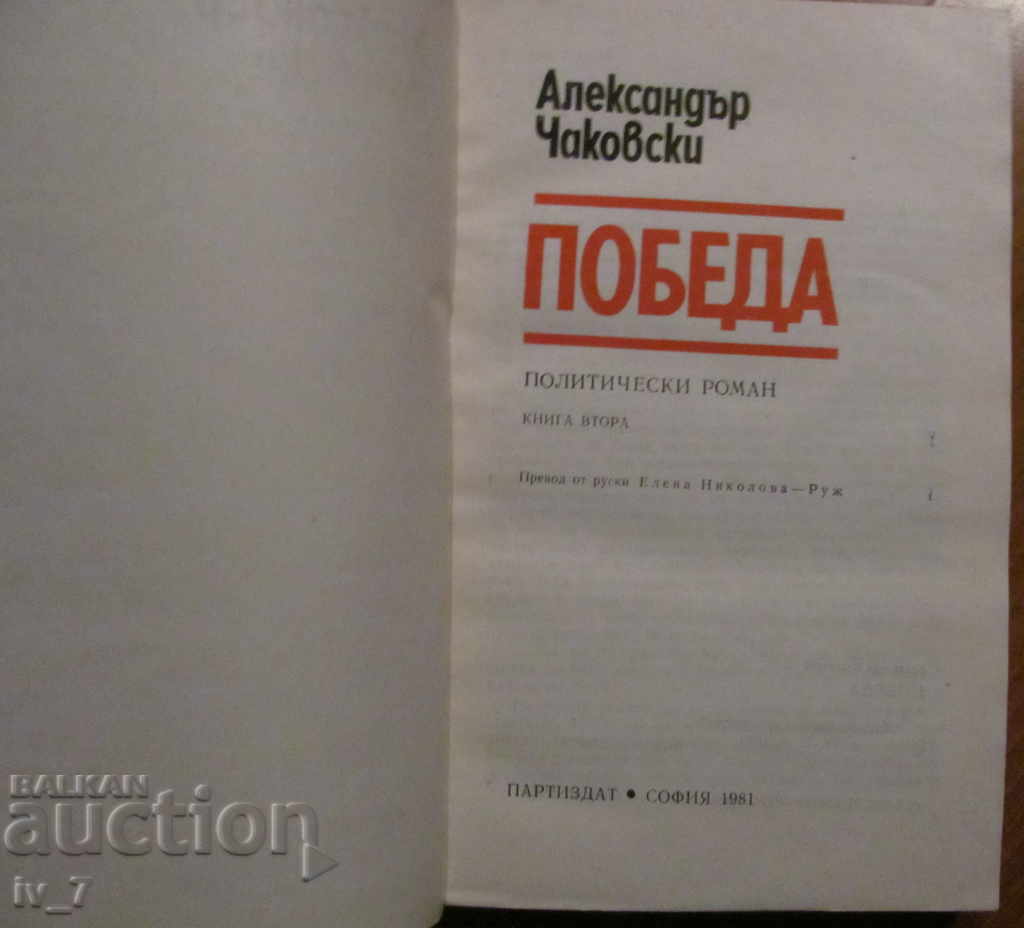 Александър
Чаковски
ПОБЕДА
ПОЛИТИЧЕСКИ РОМАН
КНИГА ВТОРА
Превод от руски Елена Николова—Руж
ПАРТИЗДАТ • СОФИЯ 1981
BALKAN
auction
iv_7